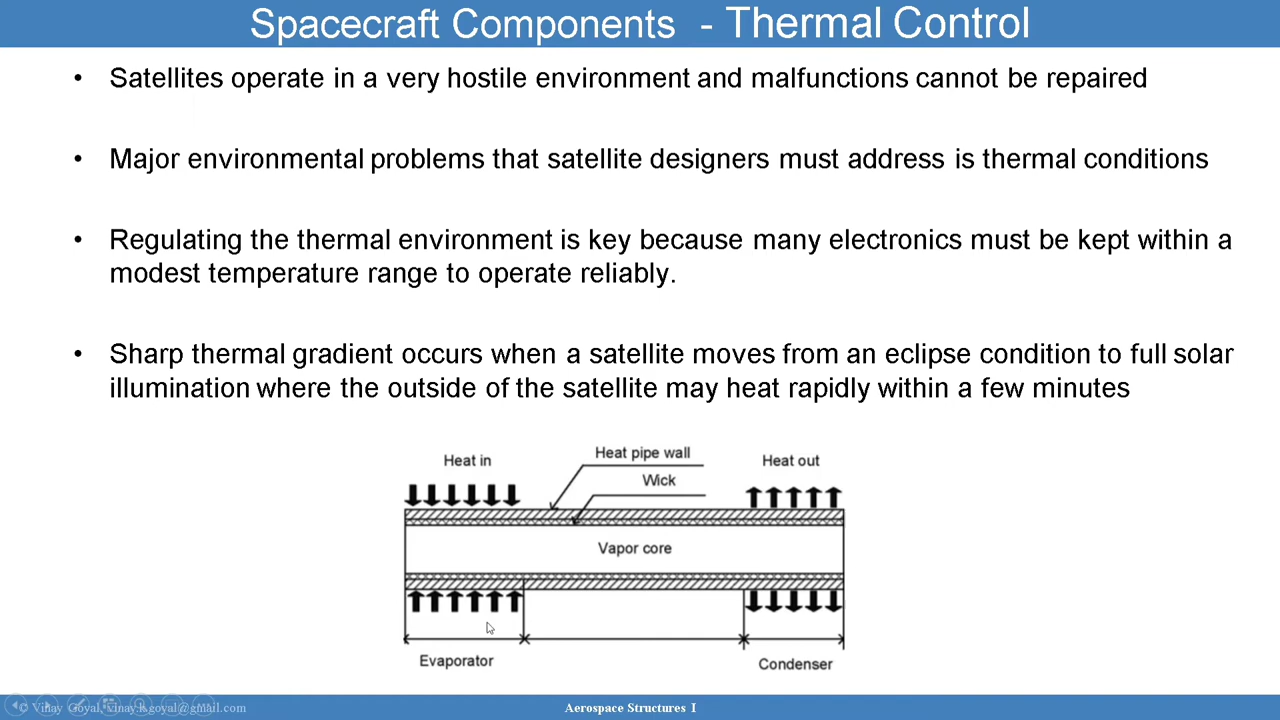 Spacecraft Components - Thermal Control
• Satellites operate in a very hostile environment and malfunctions cannot be repaired
• Major environmental problems that satellite designers must address is thermal conditions
• Regulating the thermal environment is key because many electronics must be kept within a
modest temperature range to operate reliably.
• Sharp thermal gradient occurs when a satellite moves from an eclipse condition to full solar
illumination where the outside of the satellite may heat rapidly within a few minutes
Heat in
Heat pipe wall
Heat out
Wick
Vapor core
Evaporator
Condenser
© Vinay Goyal, vinay.k.goyal@gmail.com
Aerospace Structures I